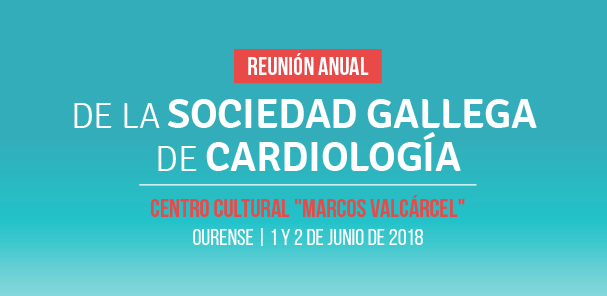 REUNIÓN ANUAL
DE LA SOCIEDAD GALLEGA
DE CARDIOLOGÍA
CENTRO CULTURAL "MARCOS VALCÁRCEL"
OURENSE | 1 Y 2 DE JUNIO DE 2018